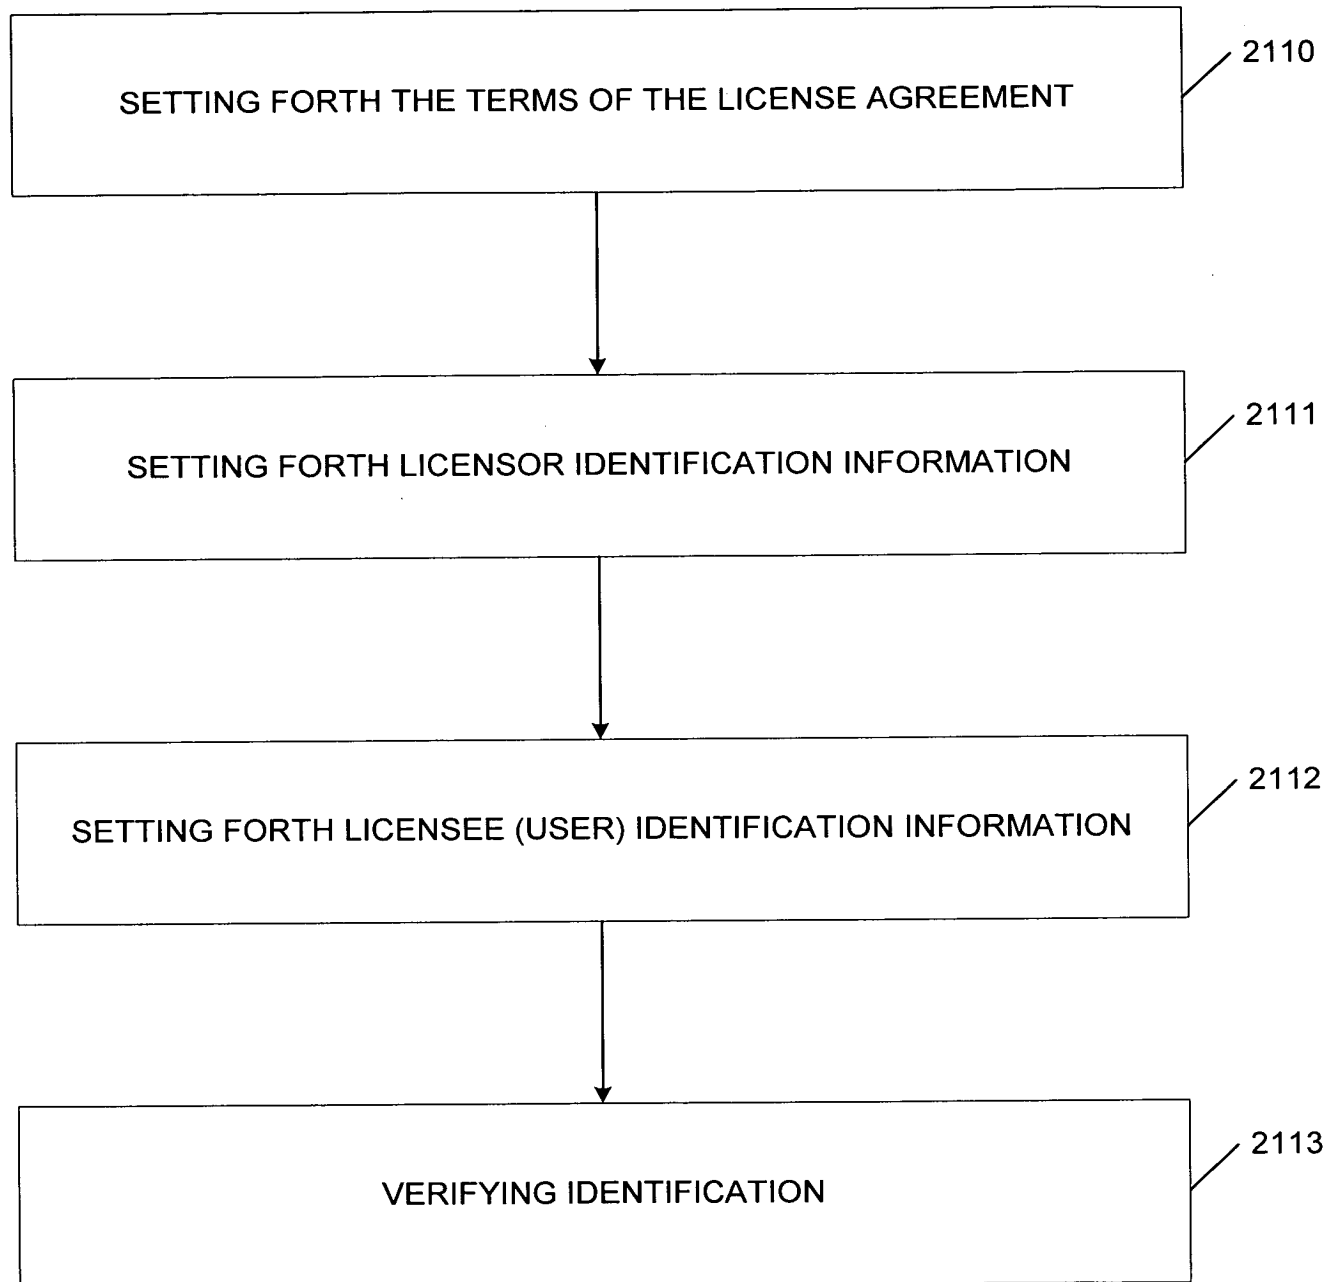 2110
SETTING FORTH THE TERMS OF THE LICENSE AGREEMENT
2111
SETTING FORTH LICENSOR IDENTIFICATION INFORMATION
2112
SETTING FORTH LICENSEE (USER) IDENTIFICATION INFORMATION
2113
VERIFYING IDENTIFICATION